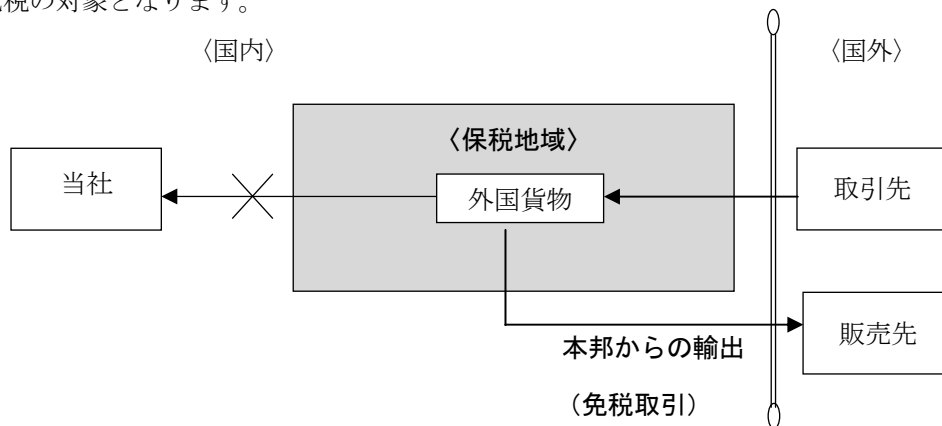 税の対象となります。
〈国内〉
〈国外〉
〈保税地域〉
当社
外国貨物
取引先
販売先
本邦からの輸出
（免税取引）